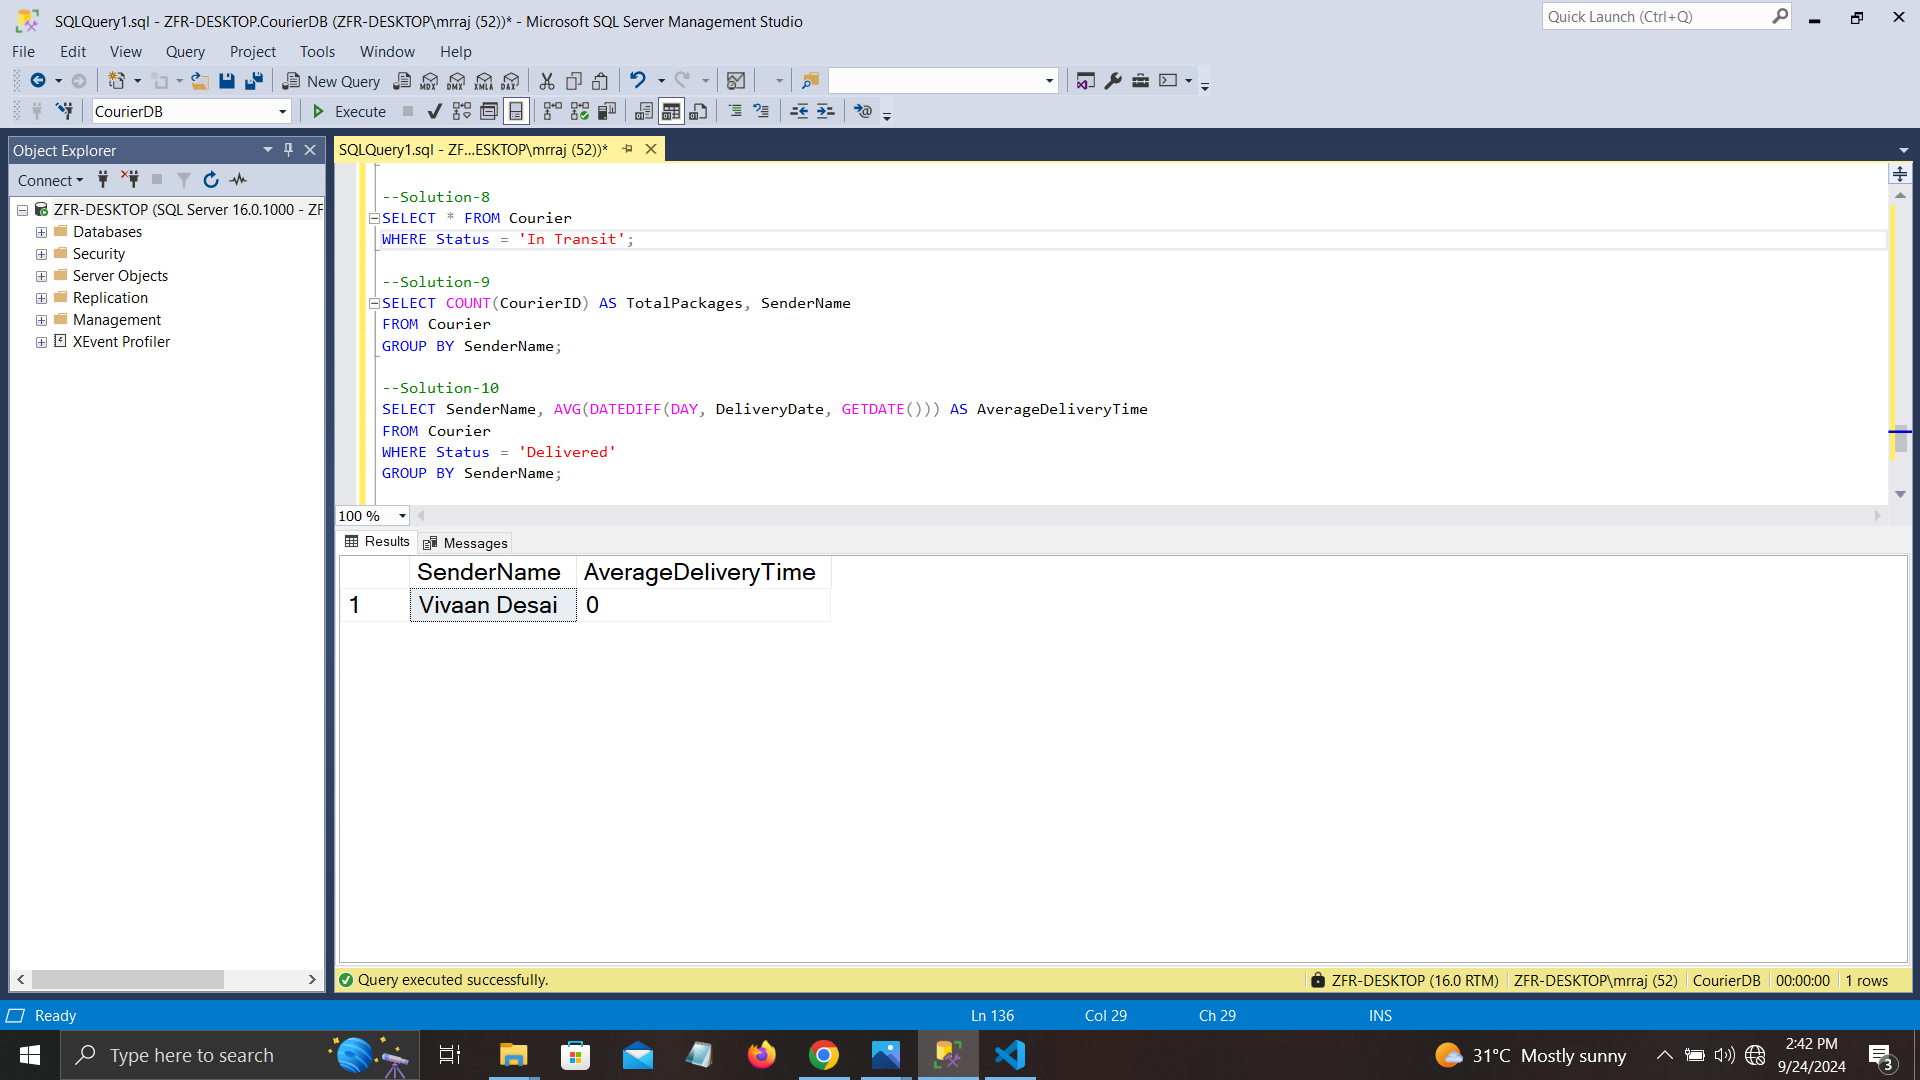 SQLQuery1.sql - ZFR-DESKTOP.CourierDB (ZFR-DESKTOP\mrraj (52))* - Microsoft SQL Server Management Studio
Quick Launch (Ctrl+Q)
File Edit View Query Project Tools Window Help
New Query MDX DMX XMLA DAX
CourierDB Execute
Object Explorer
SQLQuery1.sql - ZF...ESKTOP\mrraj (52))*
Connect
ZFR-DESKTOP (SQL Server 16.0.1000 - ZF
Databases
Security
Server Objects
Replication
Management
XEvent Profiler
--Solution-8
SELECT * FROM Courier
WHERE Status = 'In Transit';
--Solution-9
SELECT COUNT(CourierID) AS TotalPackages, SenderName
FROM Courier
GROUP BY SenderName;
--Solution-10
SELECT SenderName, AVG(DATEDIFF(DAY, DeliveryDate, GETDATE())) AS AverageDeliveryTime
FROM Courier
WHERE Status = 'Delivered'
GROUP BY SenderName;
100 %
Results Messages
SenderName AverageDeliveryTime
1 Vivaan Desai 0
Query executed successfully.
ZFR-DESKTOP (16.0 RTM) ZFR-DESKTOP\mrraj (52) CourierDB 00:00:00 1 rows
Ready Ln 136 Col 29 Ch 29 INS
Type here to search
31°C Mostly sunny
2:42 PM
9/24/2024
3